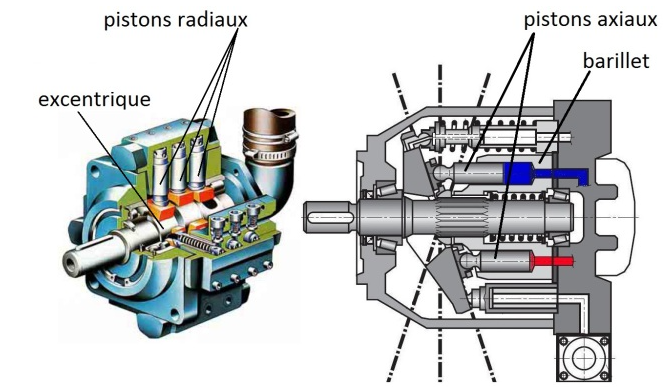 pistons radiaux
excentrique
pistons axiaux
barillet